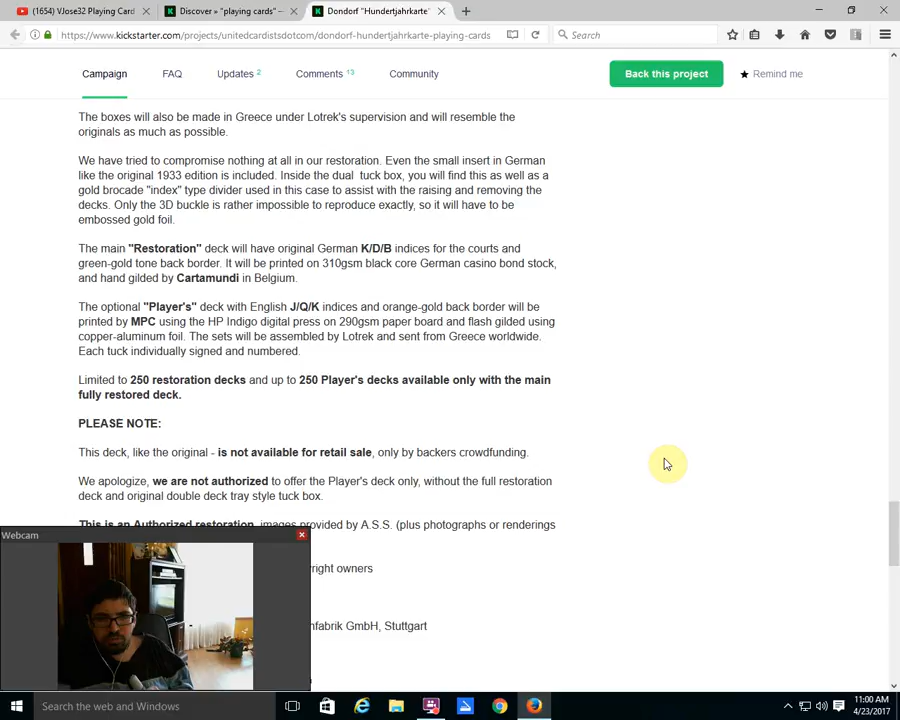 (1654) VJose32 Playing Card
Discover » "playing cards" —
Dondorf "Hundertjahrkarte"
https://www.kickstarter.com/projects/unitedcardistsdotcom/dondorf-hundertjahrkarte-playing-cards
Search
Campaign FAQ Updates 2 Comments 13 Community Back this project Remind me
The boxes will also be made in Greece under Lotrek's supervision and will resemble the
originals as much as possible.
We have tried to compromise nothing at all in our restoration. Even the small insert in German
like the original 1933 edition is included. Inside the dual tuck box, you will find this as well as a
gold brocade "index" type divider used in this case to assist with the raising and removing the
decks. Only the 3D buckle is rather impossible to reproduce exactly, so it will have to be
embossed gold foil.
The main "Restoration" deck will have original German K/D/B indices for the courts and
green-gold tone back border. It will be printed on 310gsm black core German casino bond stock,
and hand gilded by Cartamundi in Belgium.
The optional "Player's" deck with English J/Q/K indices and orange-gold back border will be
printed by MPC using the HP Indigo digital press on 290gsm paper board and flash gilded using
copper-aluminum foil. The sets will be assembled by Lotrek and sent from Greece worldwide.
Each tuck individually signed and numbered.
Limited to 250 restoration decks and up to 250 Player's decks available only with the main
fully restored deck.
PLEASE NOTE:
This deck, like the original - is not available for retail sale, only by backers crowdfunding.
We apologize, we are not authorized to offer the Player's deck only, without the full restoration
deck and original double deck tray style tuck box.
This is an Authorized restoration, images provided by A.S.S. (plus photographs or renderings
Webcam
yright owners
nfabrik GmbH, Stuttgart
Search the web and Windows
11:00 AM
4/23/2017